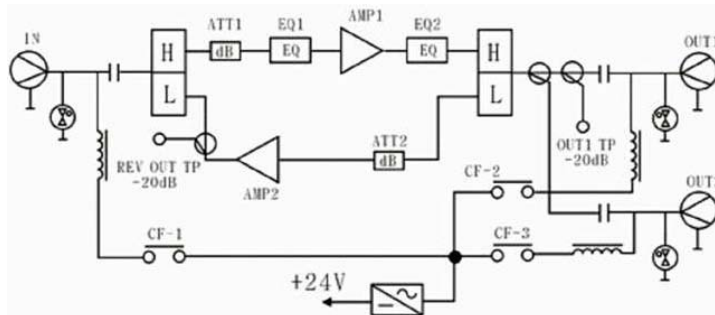 IN
ATT1
EQ1
AMP1
EQ2
OUT1
H
dB
EQ
EQ
H
L
L
ATT2
dB
REV OUT TP
-20dB
AMP2
OUT1 TP
-20dB
CF-2
CF-1
CF-3
+24V